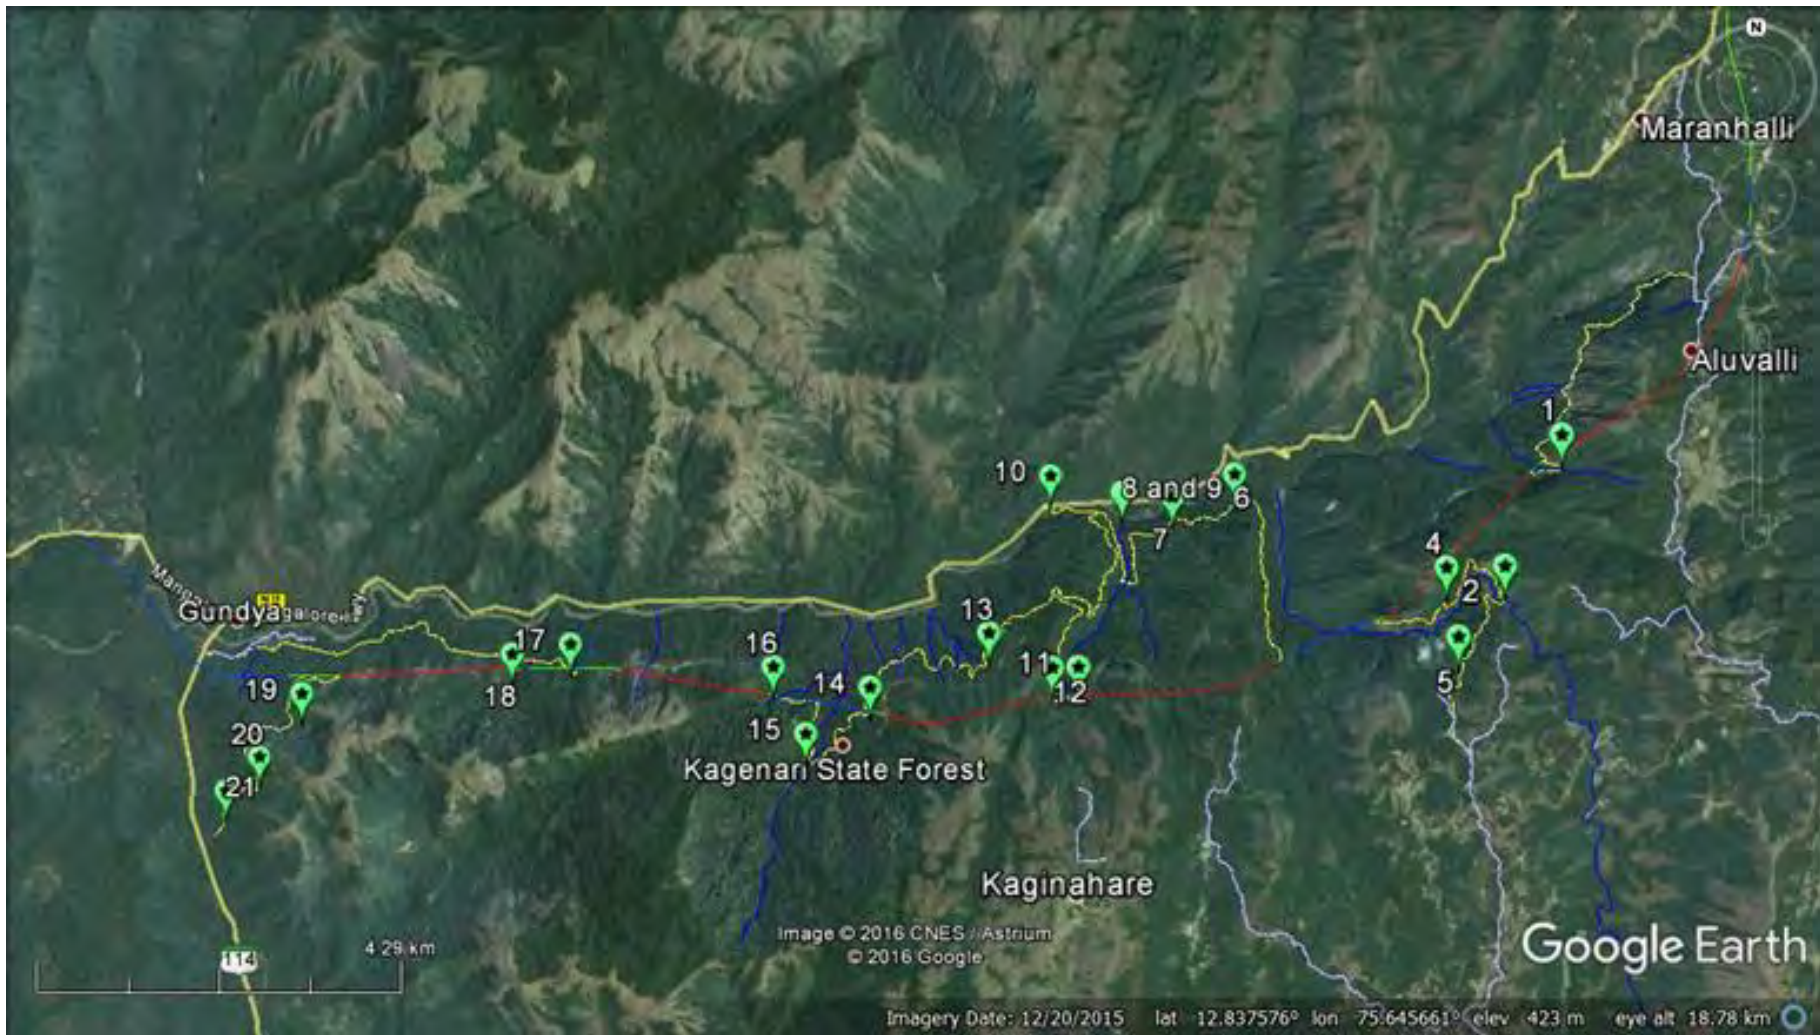 N
Maranhalli
Aluvalli
1
10
8 and 9
6
7
4
2
5
13
11
12
16
14
15
17
18
19
20
21
Gundya
Kagenari State Forest
Kaginahare
Image © 2016 CNES / Astrium
© 2016 Google
Google Earth
4.29 km
114
Imagery Date: 12/20/2015 lat 12.837576° lon 75.645661° elev 423 m eye alt 18.78 km